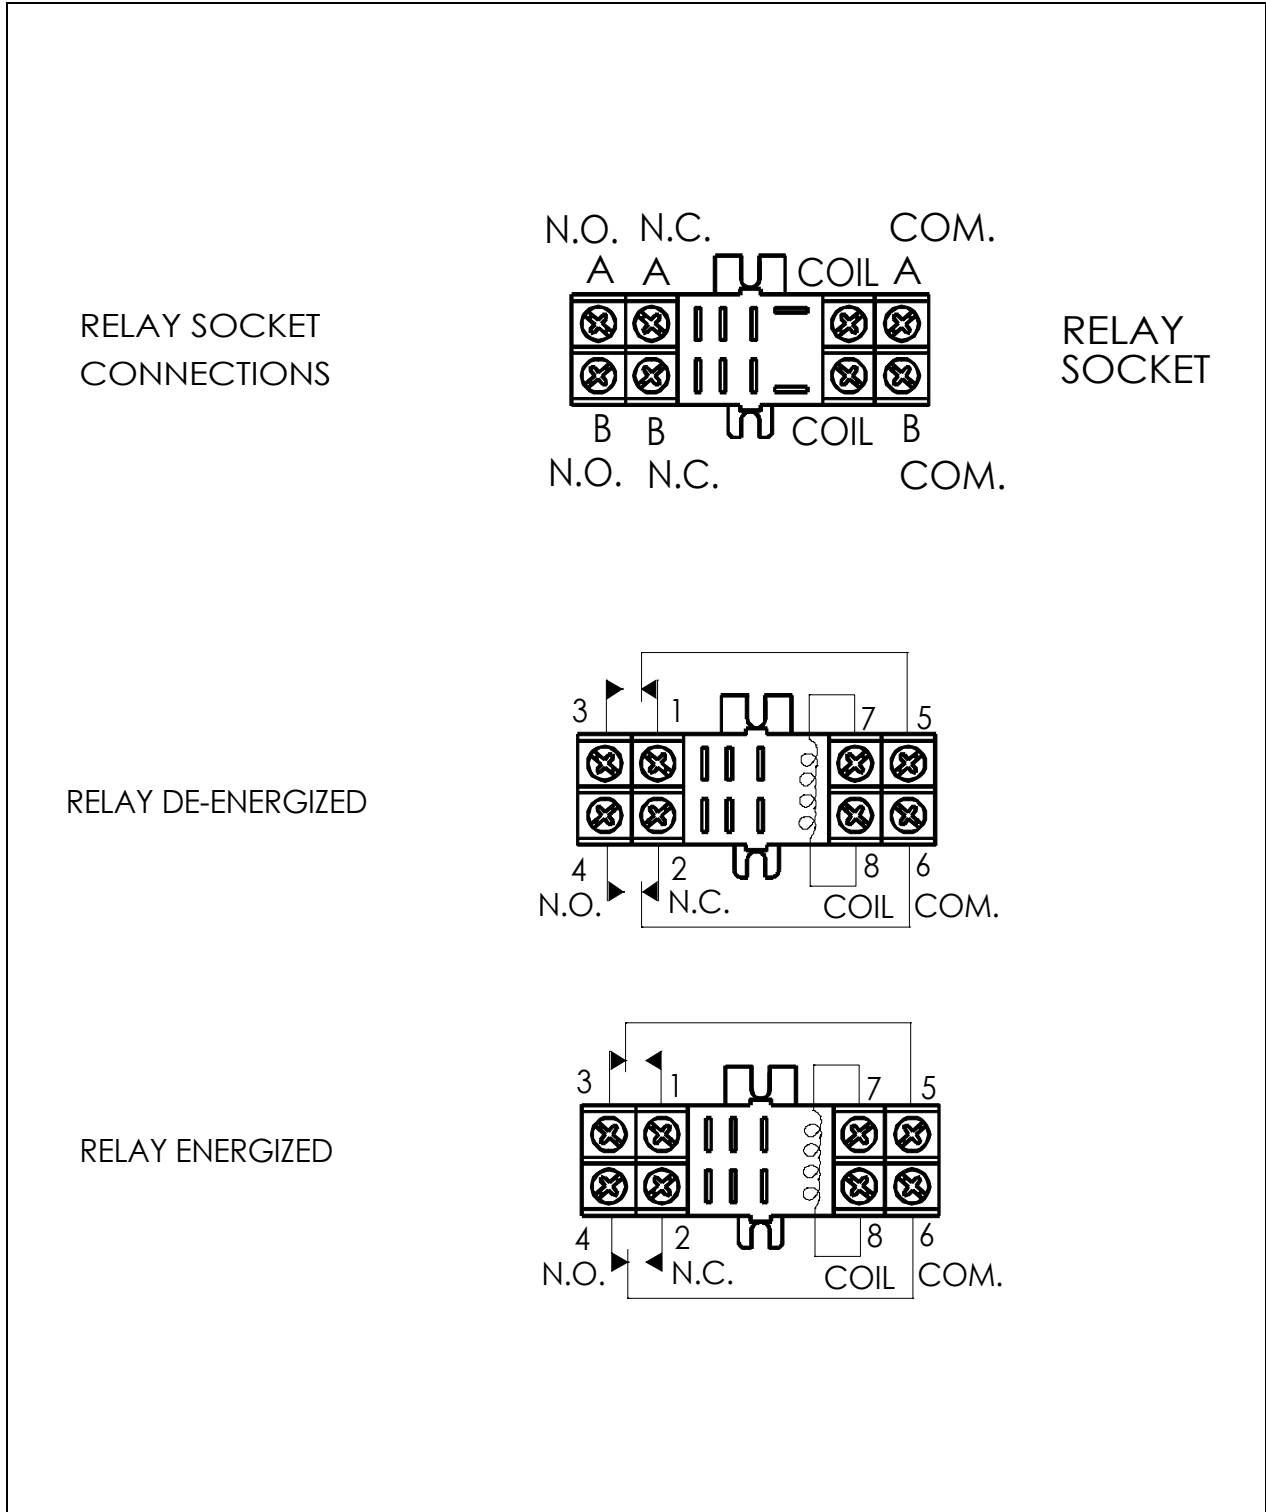 N.O. N.C. COM.
A A COIL A
RELAY SOCKET
CONNECTIONS
RELAY
SOCKET
B B COIL B
N.O. N.C. COM.
3 1 7 5
RELAY DE-ENERGIZED
4 2 8 6
N.O. N.C. COIL COM.
3 1 7 5
RELAY ENERGIZED
4 2 8 6
N.O. N.C. COIL COM.